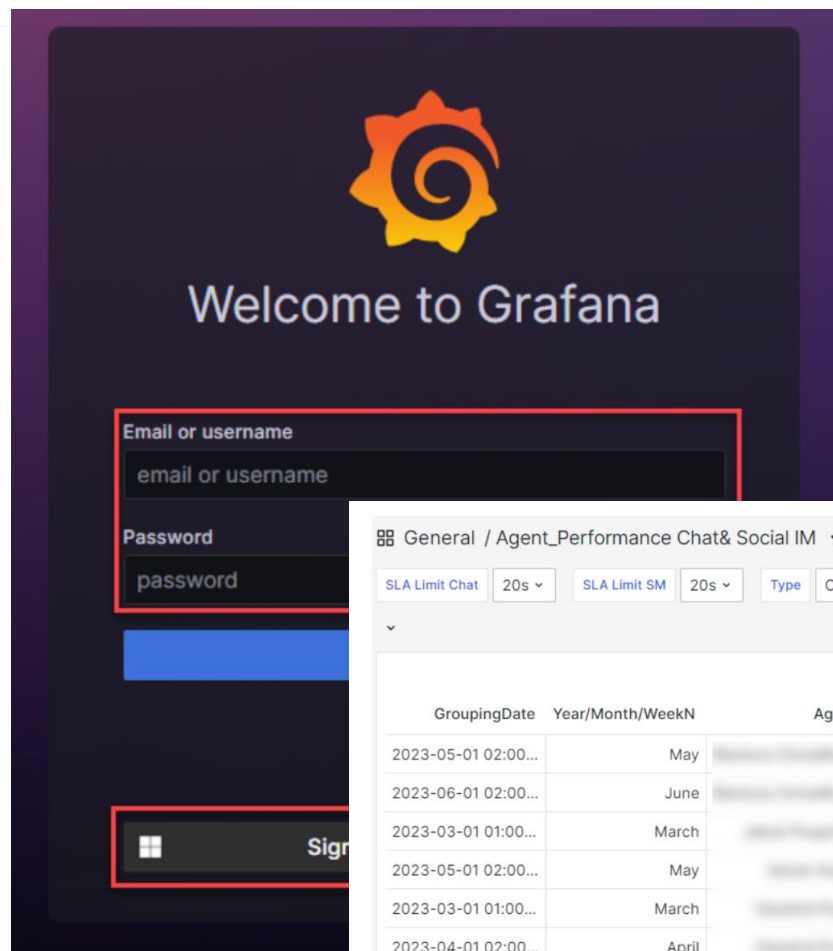 Welcome to Grafana
Email or username
email or username
Password
password
Sign
General / Agent_Performance Chat& Social IM
SLA Limit Chat 20s SLA Limit SM 20s Type
GroupingDate Year/Month/WeekN
2023-05-01 02:00... May
2023-06-01 02:00... June
2023-03-01 01:00... March
2023-05-01 02:00... May
2023-03-01 01:00... March
2023-04-01 02:00... April